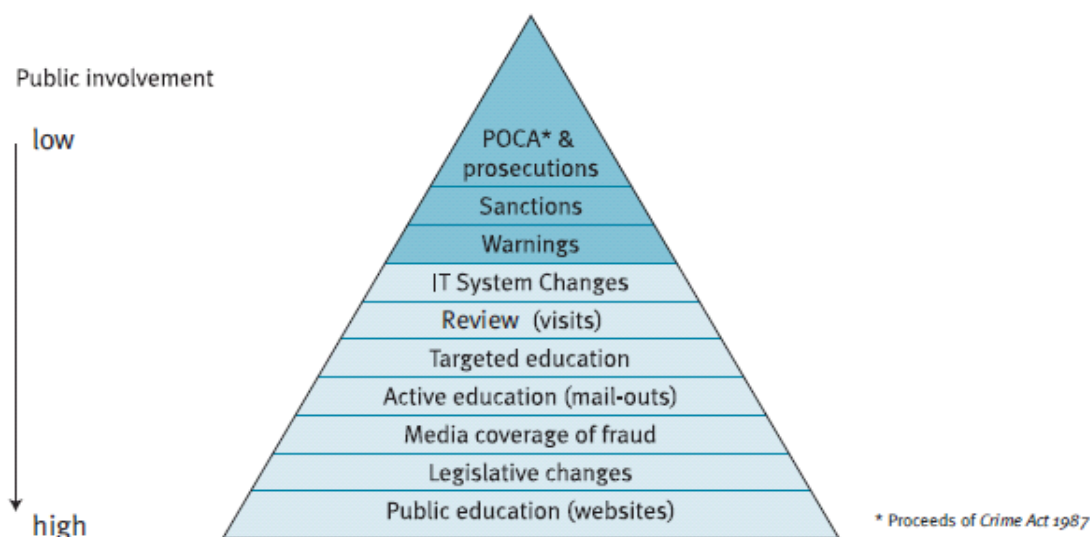 Public involvement
low
POCA* &
prosecutions
Sanctions
Warnings
IT System Changes
Review (visits)
Targeted education
Active education (mail-outs)
Media coverage of fraud
Legislative changes
Public education (websites)
high
* Proceeds of Crime Act 1987